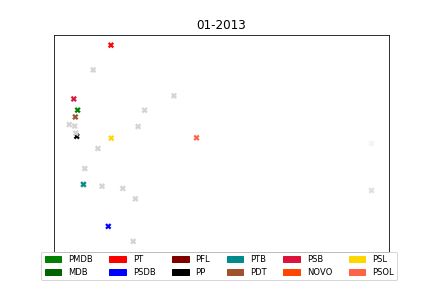 01-2013
PMDB PT PFL PTB PSB PSL
MDB PSDB PP PDT NOVO PSOL